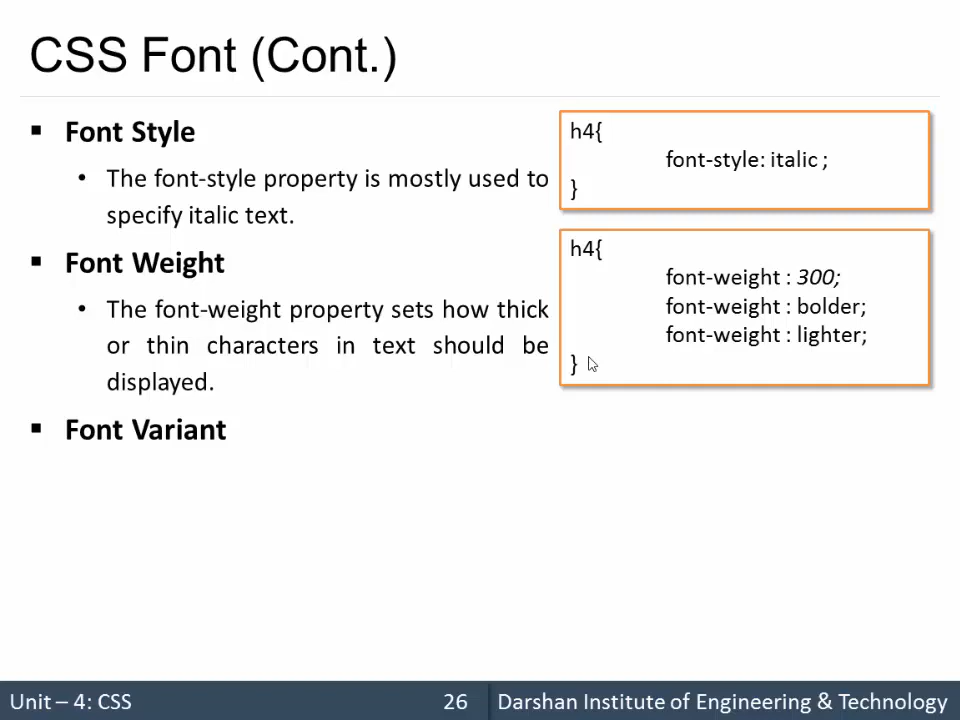 CSS Font (Cont.)
▪ Font Style
• The font-style property is mostly used to
specify italic text.
▪ Font Weight
• The font-weight property sets how thick
or thin characters in text should be
displayed.
▪ Font Variant
h4{
font-style: italic ;
}
h4{
font-weight : 300;
font-weight : bolder;
font-weight : lighter;
}
Unit – 4: CSS
26
Darshan Institute of Engineering & Technology